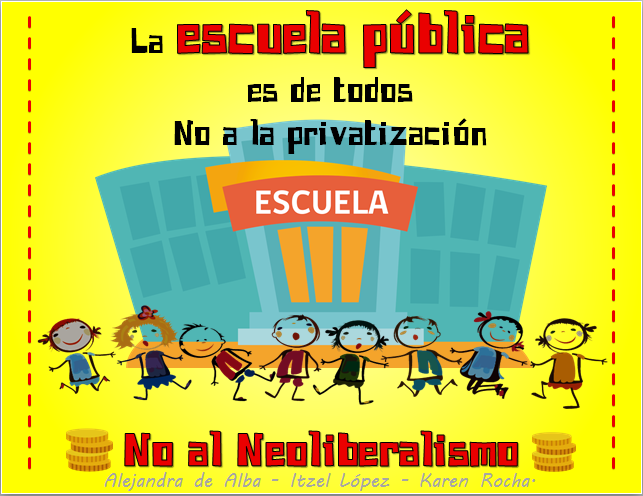 La escuela pública
es de todos
No a la privatización
ESCUELA
No al Neoliberalismo
Alejandra de Alba - Itzel López - Karen Rocha.